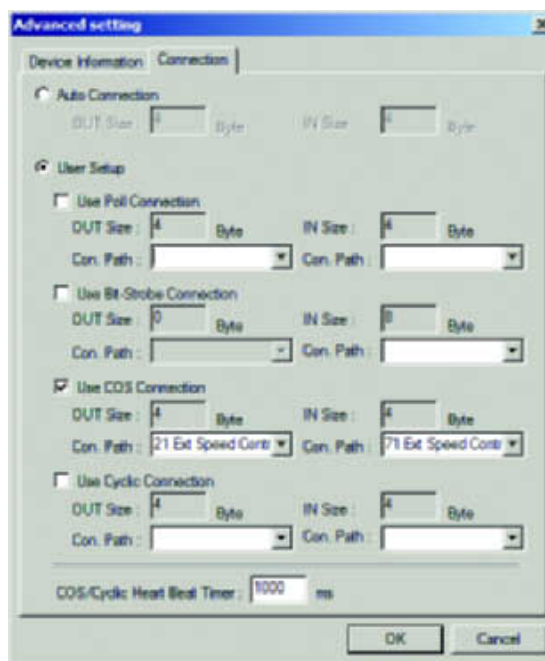 Advanced setting
Device Information Connection
Auto Connection
OUT Size : 4 Byte IN Size : 4 Byte
User Setup
Use Poll Connection
OUT Size : 4 Byte IN Size : 4 Byte
Con. Path : Con. Path :
Use Bit-Strobe Connection
OUT Size : 0 Byte IN Size : 8 Byte
Con. Path : Con. Path :
Use COS Connection
OUT Size : 4 Byte IN Size : 4 Byte
Con. Path : 21 Ext Speed Contr Con. Path : 71 Ext Speed Contr
Use Cyclic Connection
OUT Size : 4 Byte IN Size : 4 Byte
Con. Path : Con. Path :
COS/Cyclic Heart Beat Timer : 1000 ms
OK Cancel